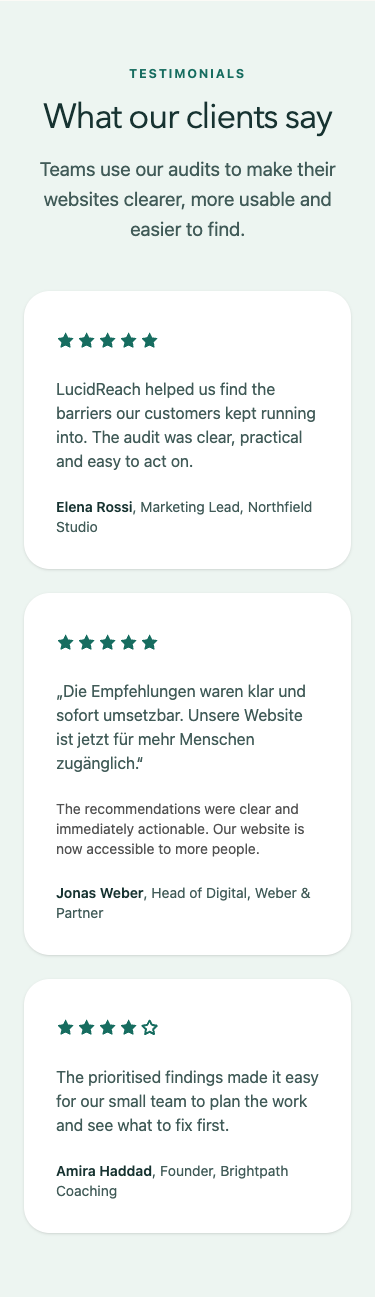 TESTIMONIALS
What our clients say
Teams use our audits to make their
websites clearer, more usable and
easier to find.
LucidReach helped us find the
barriers our customers kept running
into. The audit was clear, practical
and easy to act on.
Elena Rossi, Marketing Lead, Northfield
Studio
„Die Empfehlungen waren klar und
sofort umsetzbar. Unsere Website
ist jetzt für mehr Menschen
zugänglich.“
The recommendations were clear and
immediately actionable. Our website is
now accessible to more people.
Jonas Weber, Head of Digital, Weber &
Partner
The prioritised findings made it easy
for our small team to plan the work
and see what to fix first.
Amira Haddad, Founder, Brightpath
Coaching